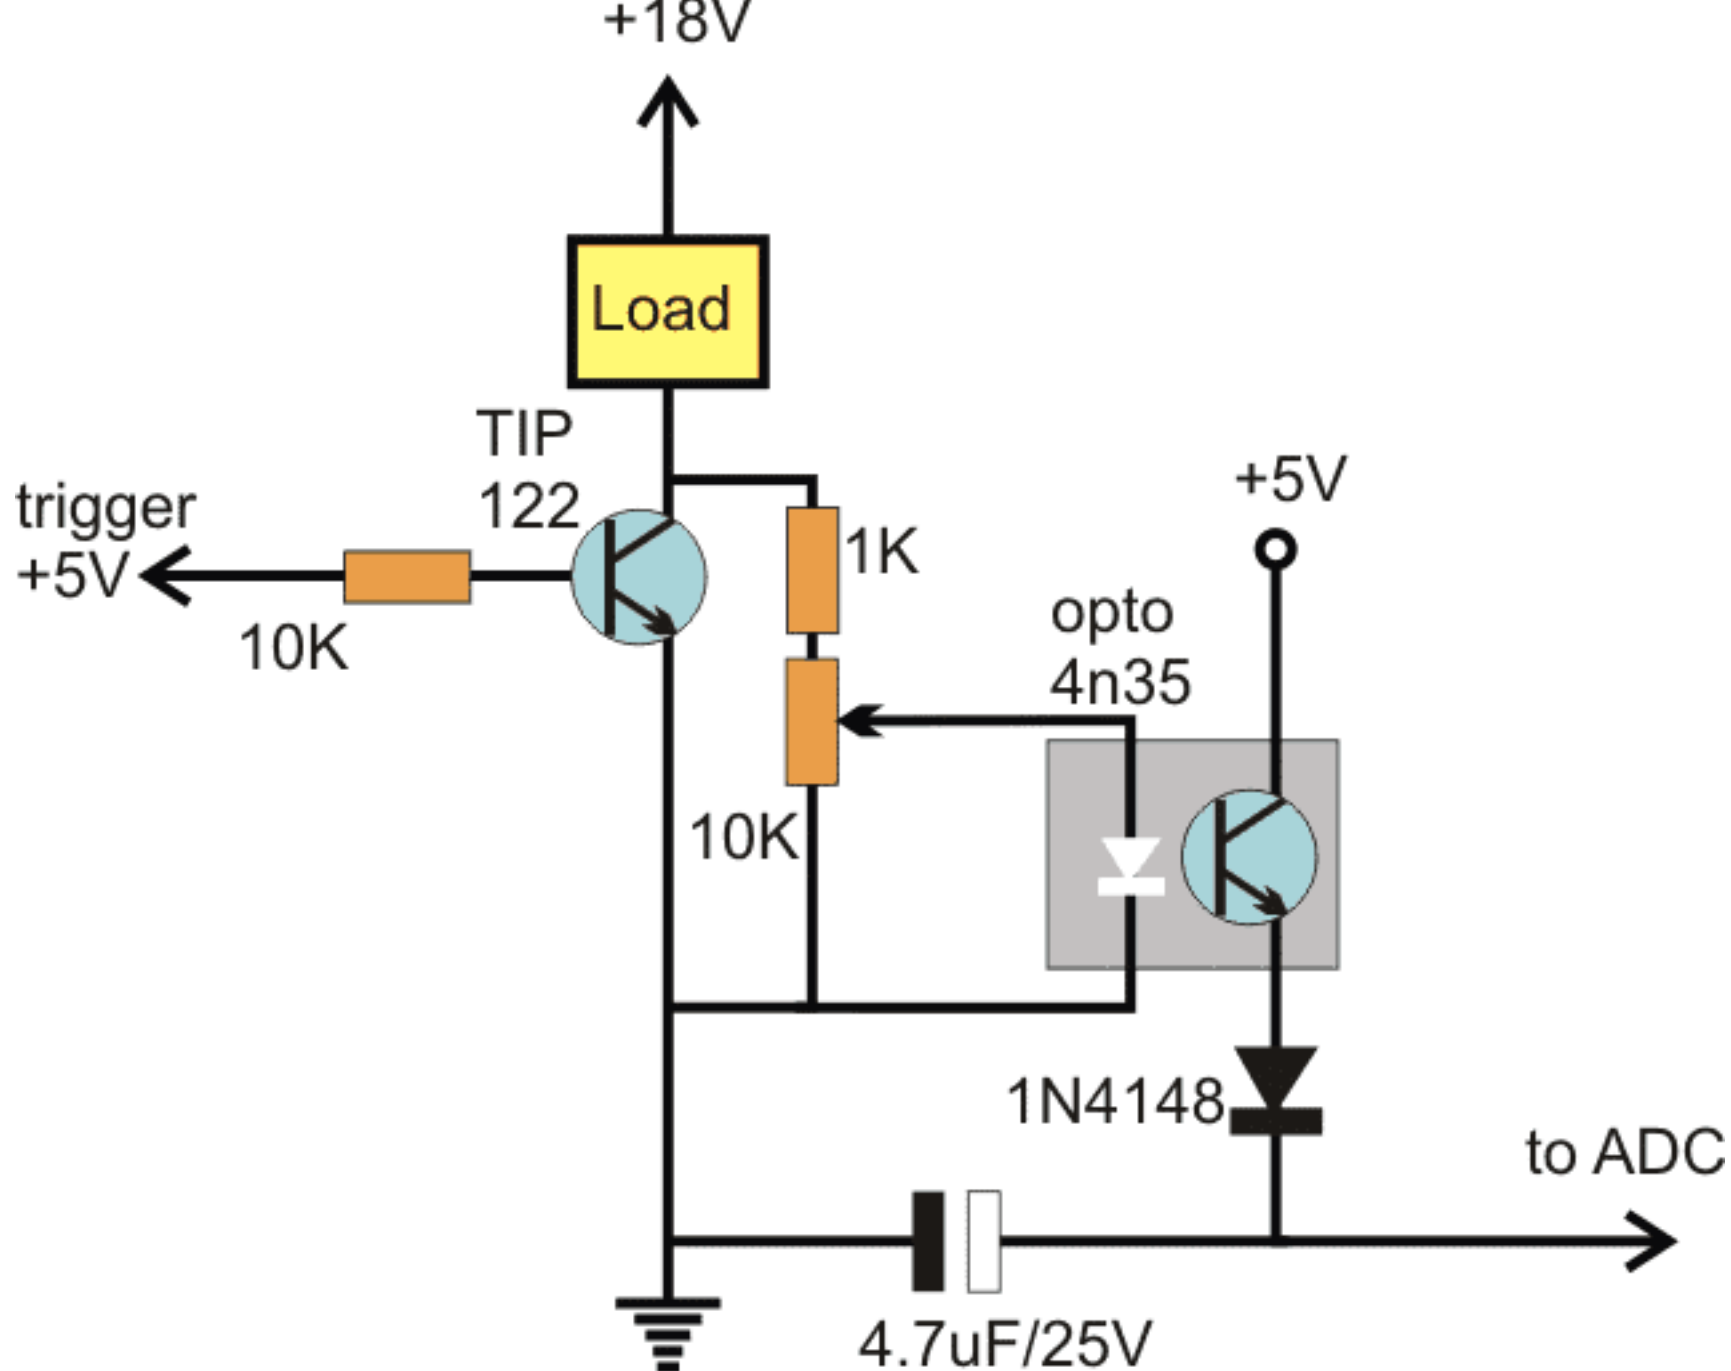 +18V
Load
TIP
122
trigger
+5V
10K
1K
+5V
opto
4n35
10K
1N4148
to ADC
4.7uF/25V